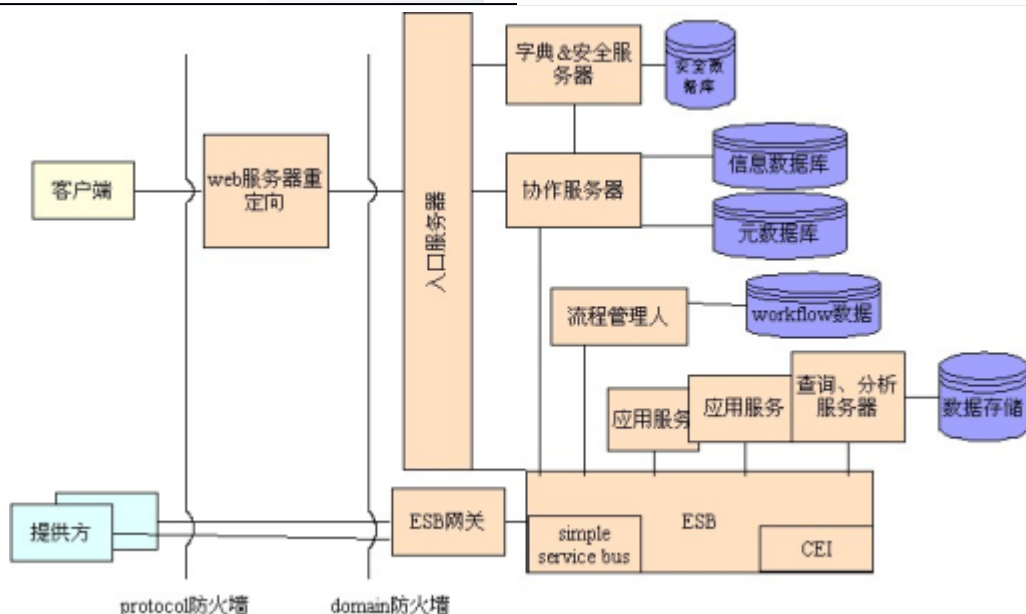 字典&安全服
务器
安全数
据库
客户端
web服务器重
定向
入口服务器
协作服务器
信息数据库
元数据库
流程管理人
workflow数据
应用服务
应用服务
查询、分析
服务器
数据存储
提供方
ESB网关
ESB
simple
service bus
CEI
protocol防火墙
domain防火墙